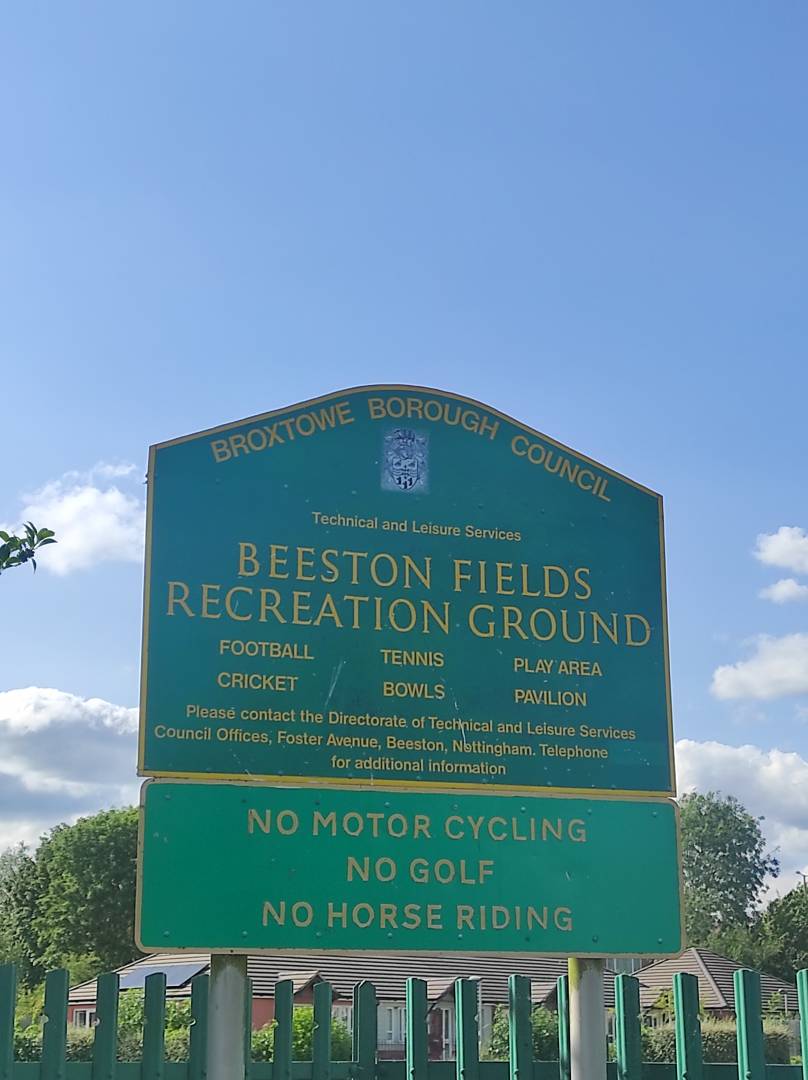 BROXTOWE BOROUGH COUNCIL
Technical and Leisure Services
BEESTON FIELDS
RECREATION GROUND
FOOTBALL TENNIS PLAY AREA
CRICKET BOWLS PAVILION
Please contact the Directorate of Technical and Leisure Services
Council Offices, Foster Avenue, Beeston, Nottingham. Telephone
for additional information
NO MOTOR CYCLING
NO GOLF
NO HORSE RIDING